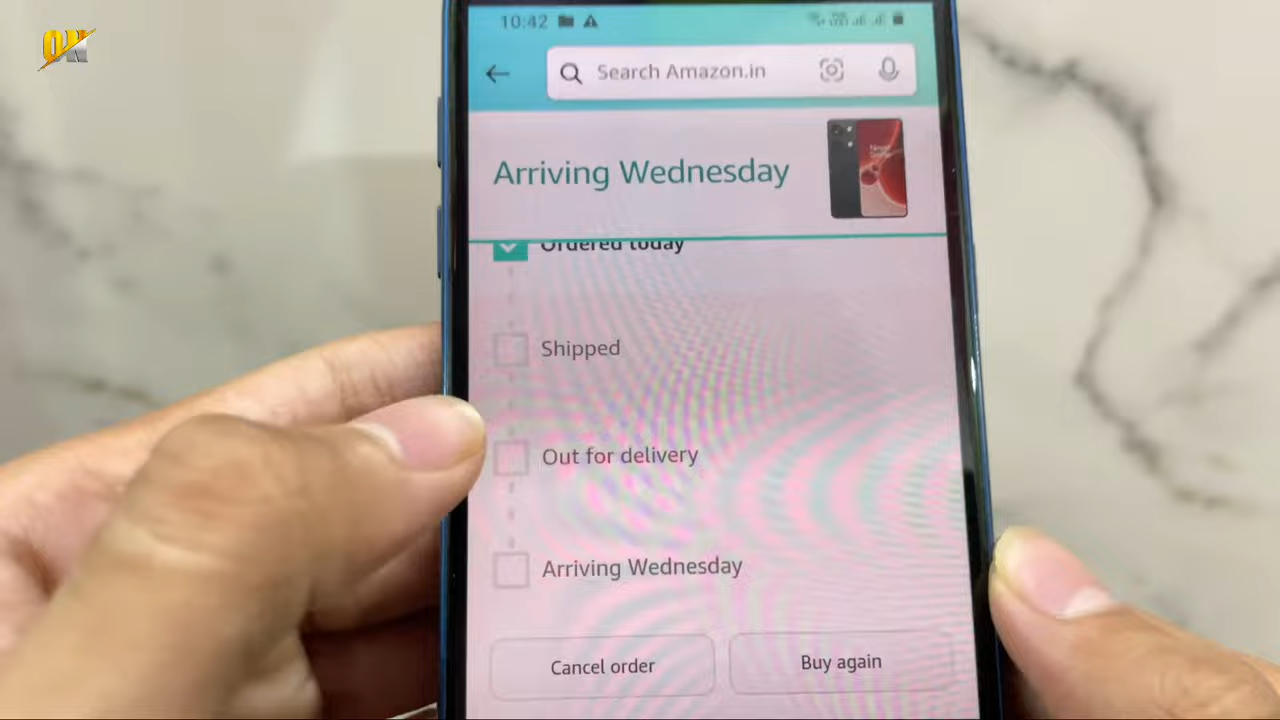 ON
10:42
Search Amazon.in
Arriving Wednesday
Ordered today
Shipped
Out for delivery
Arriving Wednesday
Cancel order
Buy again